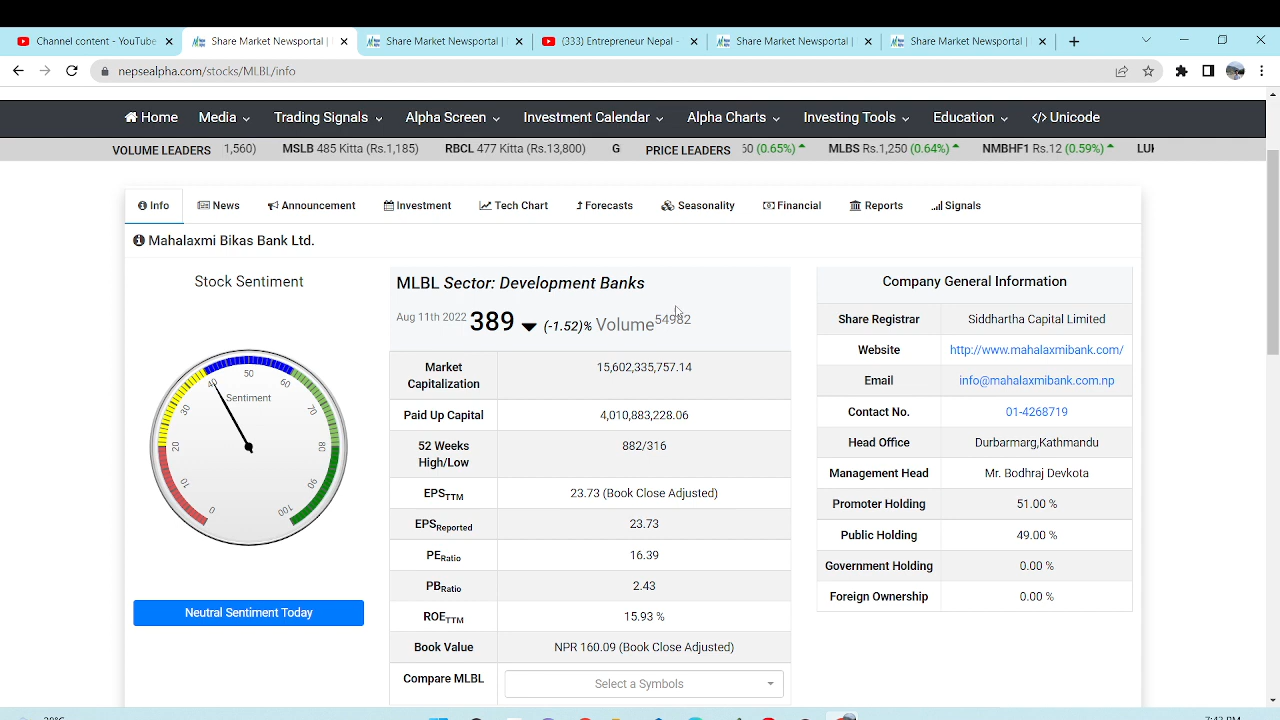 Channel content - YouTube
Share Market Newsportal |
Share Market Newsportal |
(333) Entrepreneur Nepal -
Share Market Newsportal |
Share Market Newsportal |
nepsealpha.com/stocks/MLBL/info
Home Media Trading Signals Alpha Screen Investment Calendar Alpha Charts Investing Tools Education </> Unicode
VOLUME LEADERS 1,560) MSLB 485 Kitta (Rs.1,185) RBCL 477 Kitta (Rs.13,800) G PRICE LEADERS (0.65%) MLBS Rs.1,250 (0.64%) NMBHF1 Rs.12 (0.59%)
Info News Announcement Investment Tech Chart Forecasts Seasonality Financial Reports Signals
Mahalaxmi Bikas Bank Ltd.
Stock Sentiment
0
10
20
30
40
50
60
70
80
90
100
Sentiment
Neutral Sentiment Today
MLBL Sector: Development Banks
Aug 11th 2022 389 (-1.52)% Volume 54982
Market Capitalization 15,602,335,757.14
Paid Up Capital 4,010,883,228.06
52 Weeks High/Low 882/316
EPSTTM 23.73 (Book Close Adjusted)
EPSReported 23.73
PERatio 16.39
PBRatio 2.43
ROETTM 15.93 %
Book Value NPR 160.09 (Book Close Adjusted)
Compare MLBL Select a Symbols
Company General Information
Share Registrar Siddhartha Capital Limited
Website http://www.mahalaxmibank.com/
Email info@mahalaxmibank.com.np
Contact No. 01-4268719
Head Office Durbarmarg,Kathmandu
Management Head Mr. Bodhraj Devkota
Promoter Holding 51.00 %
Public Holding 49.00 %
Government Holding 0.00 %
Foreign Ownership 0.00 %